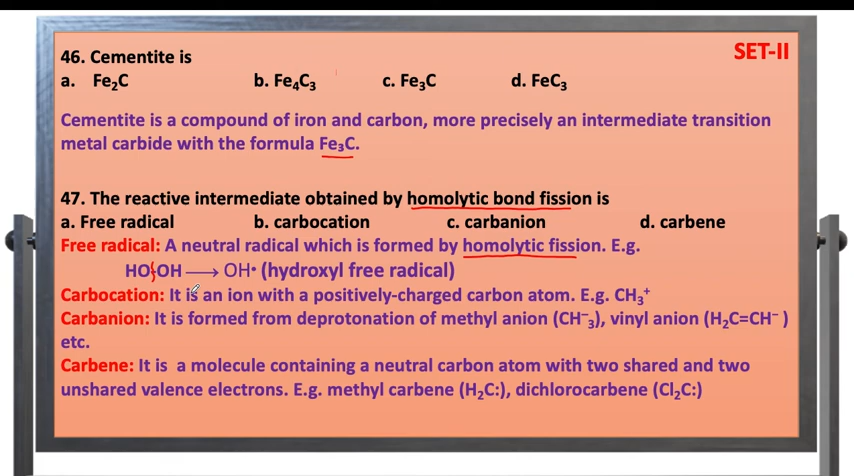 SET-II
46. Cementite is
a. Fe₂C b. Fe₄C₃ c. Fe₃C d. FeC₃
Cementite is a compound of iron and carbon, more precisely an intermediate transition
metal carbide with the formula Fe₃C.
47. The reactive intermediate obtained by homolytic bond fission is
a. Free radical b. carbocation c. carbanion d. carbene
Free radical: A neutral radical which is formed by homolytic fission. E.g.
HO⸾OH ⟶ OH• (hydroxyl free radical)
Carbocation: It is an ion with a positively-charged carbon atom. E.g. CH₃⁺
Carbanion: It is formed from deprotonation of methyl anion (CH⁻₃), vinyl anion (H₂C=CH⁻ )
etc.
Carbene: It is a molecule containing a neutral carbon atom with two shared and two
unshared valence electrons. E.g. methyl carbene (H₂C:), dichlorocarbene (Cl₂C:)